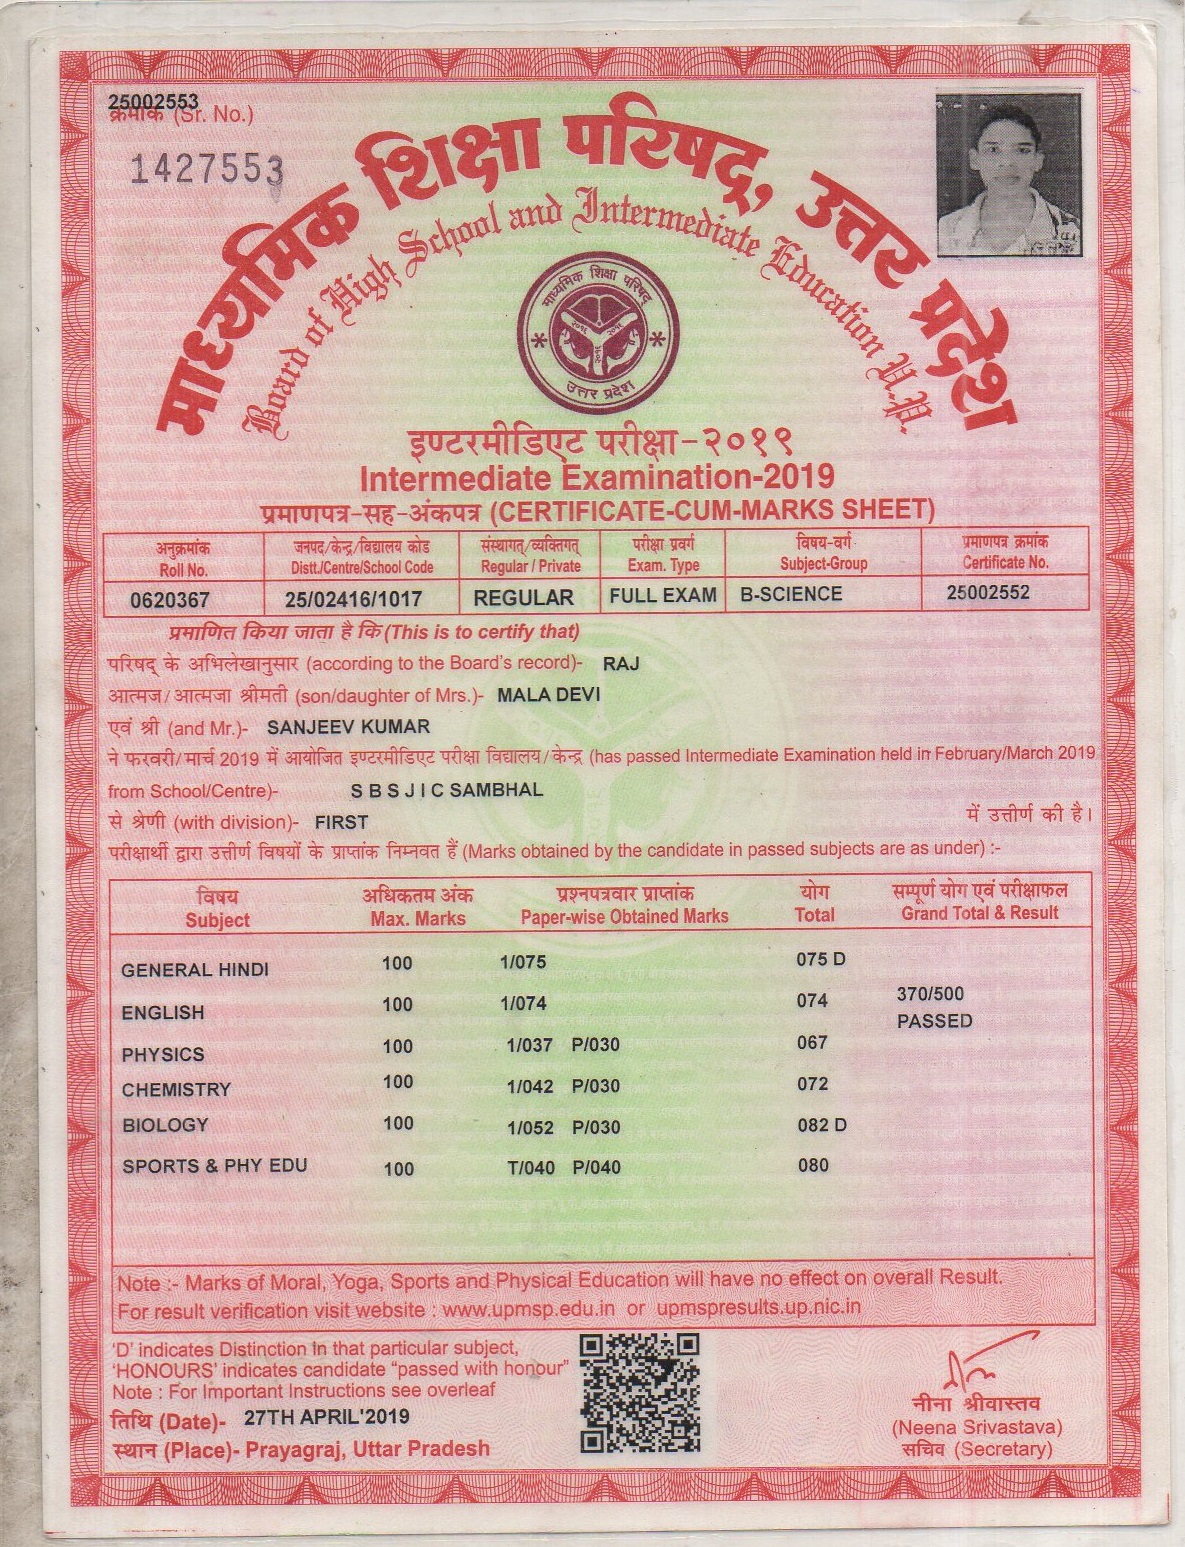 25002553
क्रमांक (Sr. No.)
1427553
माध्यमिक शिक्षा परिषद्, उत्तर प्रदेश
Board of High School and Intermediate Education U.P.
माध्यमिक शिक्षा परिषद्
उत्तर प्रदेश
इण्टरमीडिएट परीक्षा-२०१९
Intermediate Examination-2019
प्रमाणपत्र-सह-अंकपत्र (CERTIFICATE-CUM-MARKS SHEET)
अनुक्रमांक जनपद/केन्द्र/विद्यालय कोड संस्थागत्/व्यक्तिगत् परीक्षा प्रवर्ग विषय-वर्ग प्रमाणपत्र क्रमांक
Roll No. Distt./Centre/School Code Regular / Private Exam. Type Subject-Group Certificate No.
0620367 25/02416/1017 REGULAR FULL EXAM B-SCIENCE 25002552
प्रमाणित किया जाता है कि (This is to certify that)
परिषद् के अभिलेखानुसार (according to the Board's record)- RAJ
आत्मज/आत्मजा श्रीमती (son/daughter of Mrs.)- MALA DEVI
एवं श्री (and Mr.)- SANJEEV KUMAR
ने फरवरी/मार्च 2019 में आयोजित इण्टरमीडिएट परीक्षा विद्यालय/केन्द्र (has passed Intermediate Examination held in February/March 2019
from School/Centre)- S B S J I C SAMBHAL
से श्रेणी (with division)- FIRST में उत्तीर्ण की है।
परीक्षार्थी द्वारा उत्तीर्ण विषयों के प्राप्तांक निम्नवत हैं (Marks obtained by the candidate in passed subjects are as under) :-
विषय अधिकतम अंक प्रश्नपत्रवार प्राप्तांक योग सम्पूर्ण योग एवं परीक्षाफल
Subject Max. Marks Paper-wise Obtained Marks Total Grand Total & Result
GENERAL HINDI 100 1/075 075 D
ENGLISH 100 1/074 074 370/500
PASSED
PHYSICS 100 1/037 P/030 067
CHEMISTRY 100 1/042 P/030 072
BIOLOGY 100 1/052 P/030 082 D
SPORTS & PHY EDU 100 T/040 P/040 080
Note :- Marks of Moral, Yoga, Sports and Physical Education will have no effect on overall Result.
For result verification visit website : www.upmsp.edu.in or upmspresults.up.nic.in
'D' indicates Distinction In that particular subject,
'HONOURS' indicates candidate "passed with honour"
Note : For Important Instructions see overleaf
तिथि (Date)- 27TH APRIL'2019
स्थान (Place)- Prayagraj, Uttar Pradesh
नीना श्रीवास्तव
(Neena Srivastava)
सचिव (Secretary)